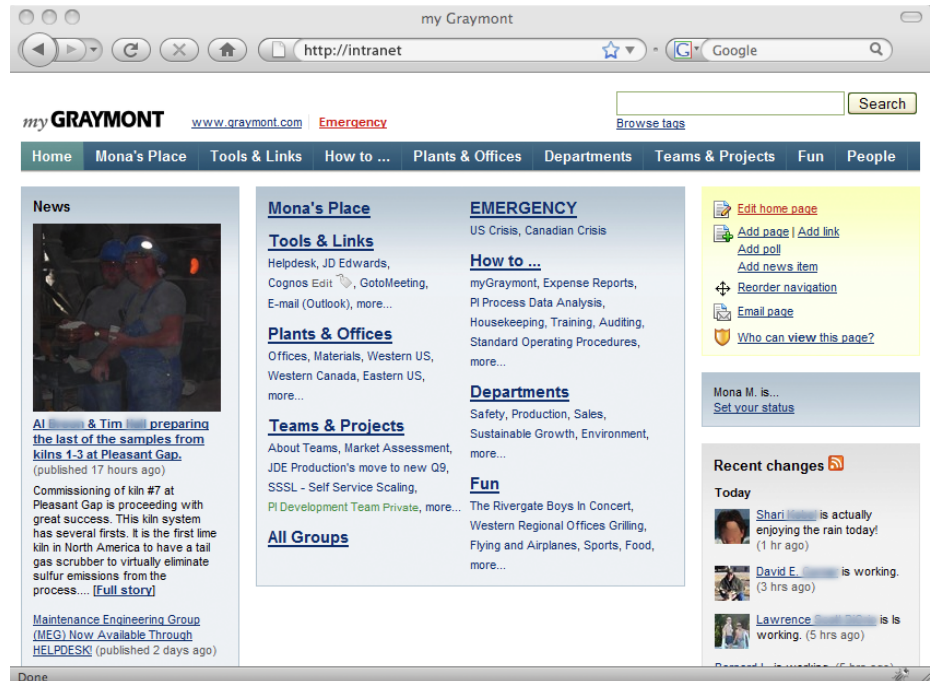 my Graymont
http://intranet
Google
my GRAYMONT
www.graymont.com
Emergency
Search
Browse tags
Home
Mona's Place
Tools & Links
How to ...
Plants & Offices
Departments
Teams & Projects
Fun
People
News
Al & Tim preparing
the last of the samples from
kilns 1-3 at Pleasant Gap.
(published 17 hours ago)
Commissioning of kiln #7 at
Pleasant Gap is proceeding with
great success. THis kiln system
has several firsts. It is the first lime
kiln in North America to have a tail
gas scrubber to virtually eliminate
sulfur emissions from the
process.... [Full story]
Maintenance Engineering Group
(MEG) Now Available Through
HELPDESK! (published 2 days ago)
Mona's Place
Tools & Links
Helpdesk, JD Edwards,
Cognos Edit , GotoMeeting,
E-mail (Outlook), more...
Plants & Offices
Offices, Materials, Western US,
Western Canada, Eastern US,
more...
Teams & Projects
About Teams, Market Assessment,
JDE Production's move to new Q9,
SSSL - Self Service Scaling,
PI Development Team Private, more...
All Groups
EMERGENCY
US Crisis, Canadian Crisis
How to ...
myGraymont, Expense Reports,
PI Process Data Analysis,
Housekeeping, Training, Auditing,
Standard Operating Procedures,
more...
Departments
Safety, Production, Sales,
Sustainable Growth, Environment,
more...
Fun
The Rivergate Boys In Concert,
Western Regional Offices Grilling,
Flying and Airplanes, Sports, Food,
more...
Edit home page
Add page | Add link
Add poll
Add news item
Reorder navigation
Email page
Who can view this page?
Mona M. is...
Set your status
Recent changes
Today
Shari is actually
enjoying the rain today!
(1 hr ago)
David E. is working.
(3 hrs ago)
Lawrence is Is
working. (5 hrs ago)
Bernard L. is working. (5 hrs ago)
Done